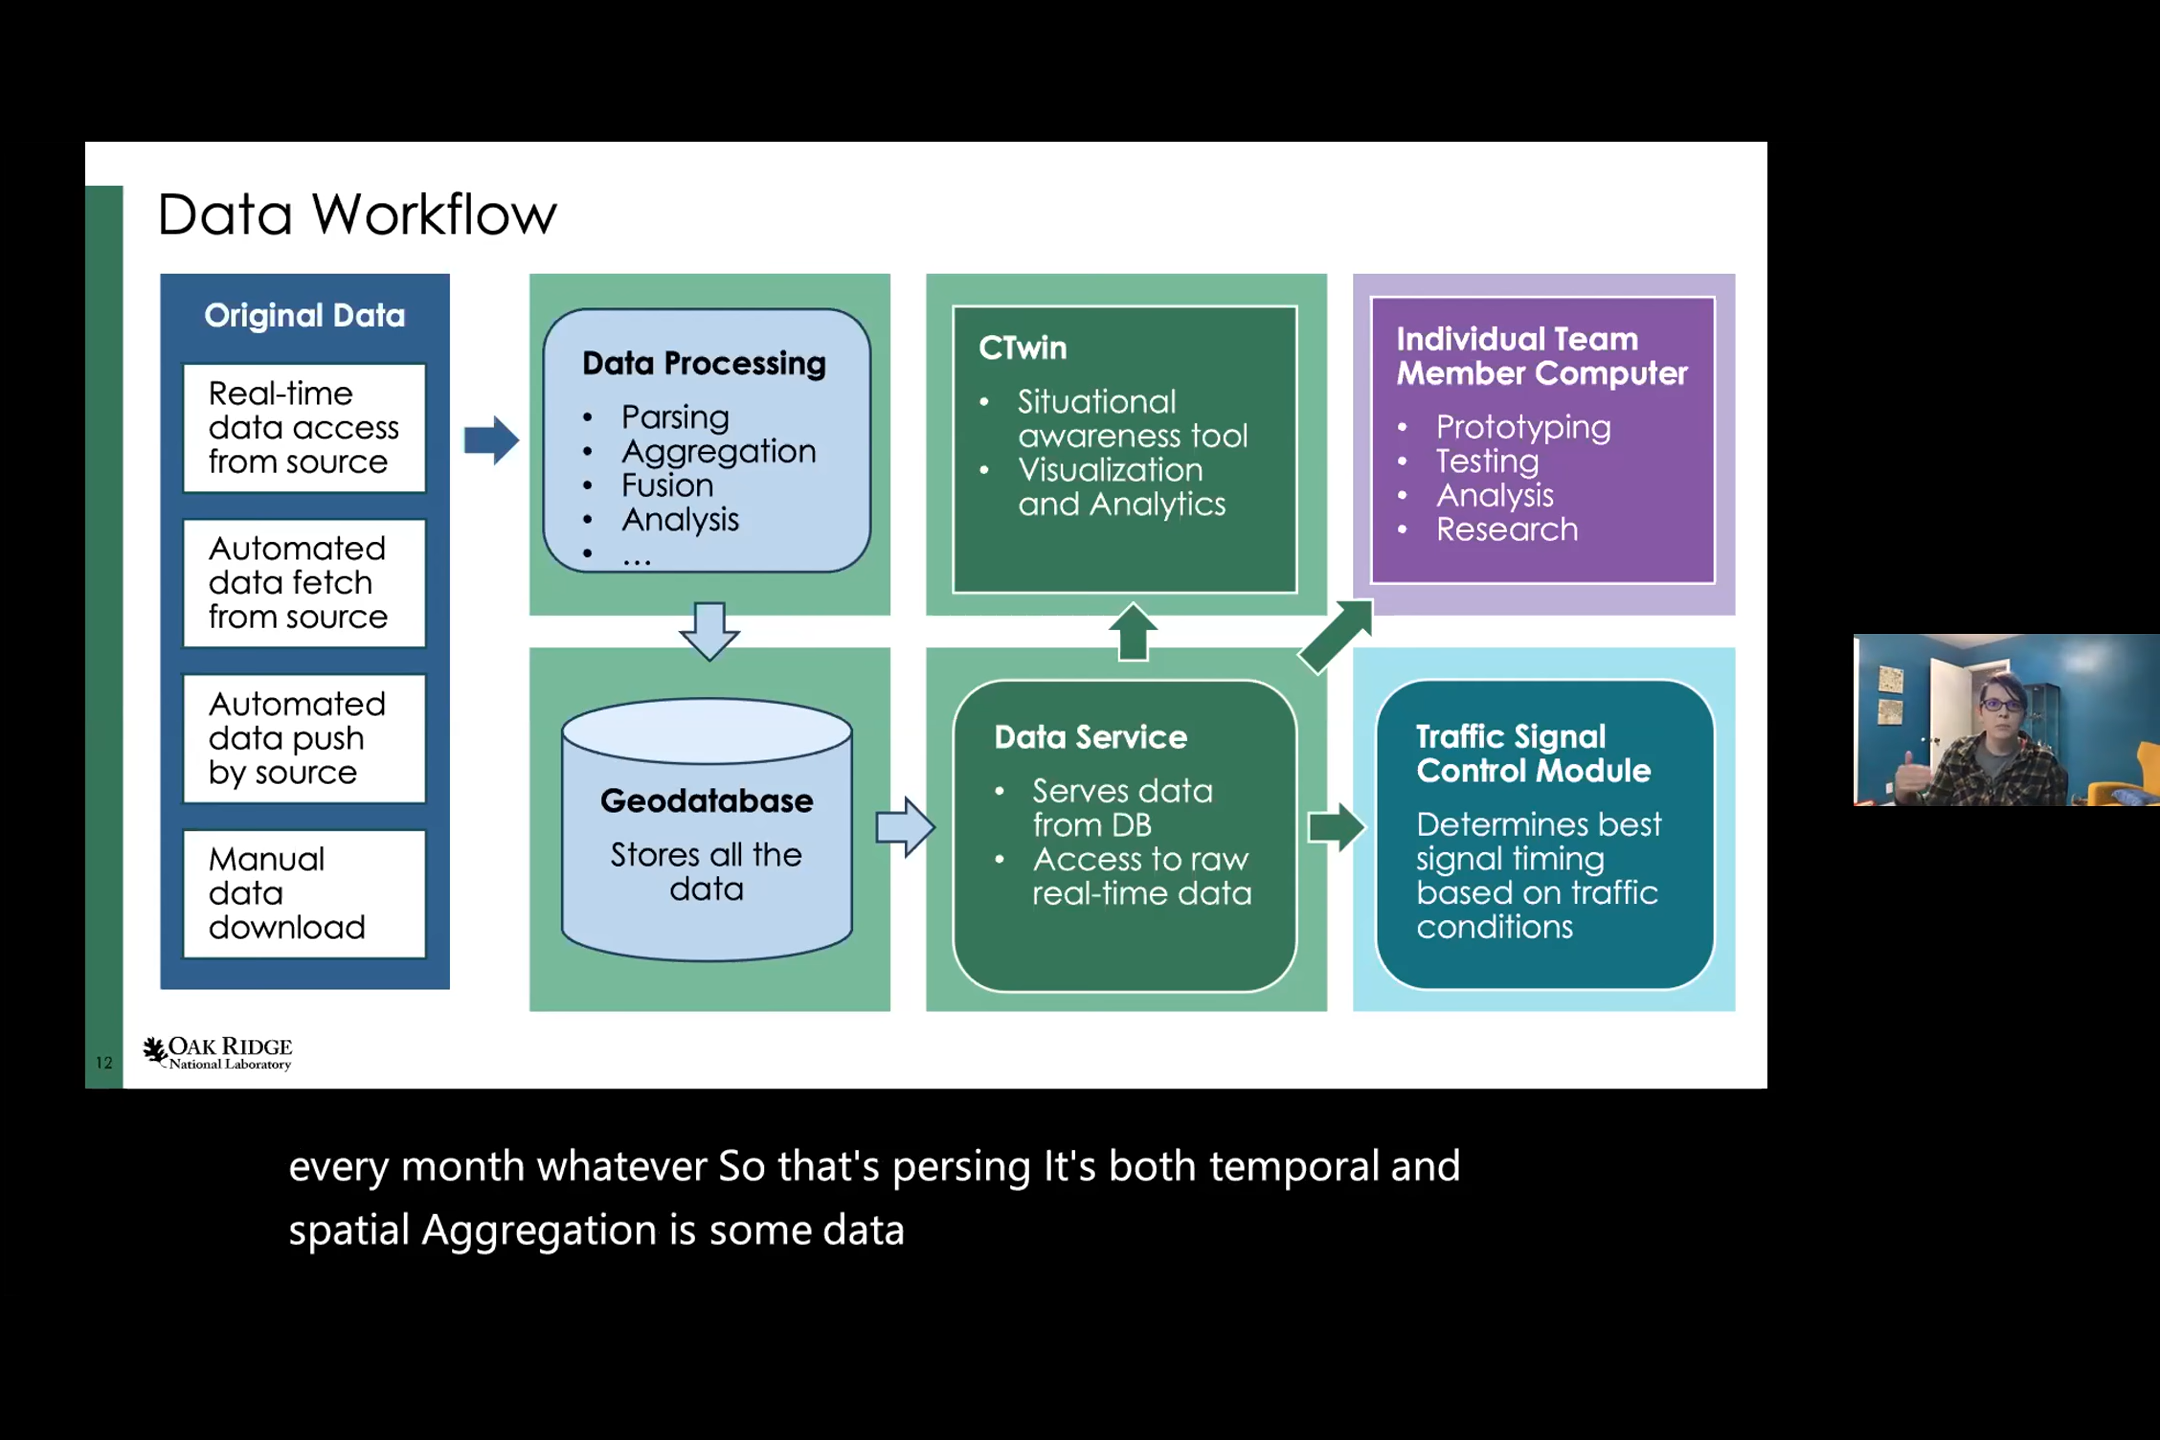 Data Workflow
Original Data
Real-time
data access
from source
Automated
data fetch
from source
Automated
data push
by source
Manual
data
download
Data Processing
• Parsing
• Aggregation
• Fusion
• Analysis
• ...
Geodatabase
Stores all the
data
CTwin
• Situational
awareness tool
• Visualization
and Analytics
Data Service
• Serves data
from DB
• Access to raw
real-time data
Individual Team
Member Computer
• Prototyping
• Testing
• Analysis
• Research
Traffic Signal
Control Module
Determines best
signal timing
based on traffic
conditions
12
OAK RIDGE
National Laboratory
every month whatever So that's persing It's both temporal and
spatial Aggregation is some data